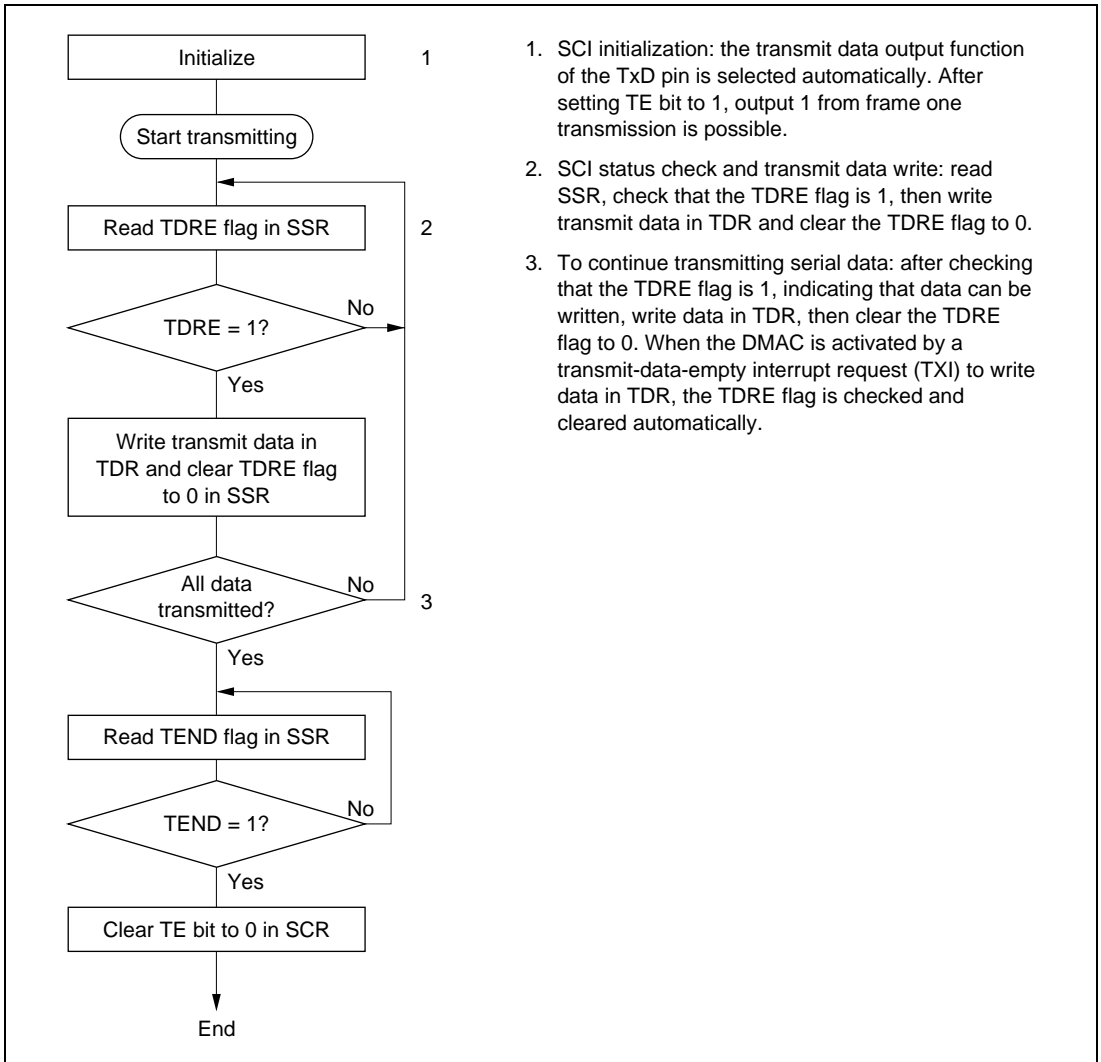 Initialize
1
Start transmitting
Read TDRE flag in SSR
2
TDRE = 1?
No
Yes
Write transmit data in
TDR and clear TDRE flag
to 0 in SSR
All data
transmitted?
No
3
Yes
Read TEND flag in SSR
TEND = 1?
No
Yes
Clear TE bit to 0 in SCR
End
1. SCI initialization: the transmit data output function
of the TxD pin is selected automatically. After
setting TE bit to 1, output 1 from frame one
transmission is possible.
2. SCI status check and transmit data write: read
SSR, check that the TDRE flag is 1, then write
transmit data in TDR and clear the TDRE flag to 0.
3. To continue transmitting serial data: after checking
that the TDRE flag is 1, indicating that data can be
written, write data in TDR, then clear the TDRE
flag to 0. When the DMAC is activated by a
transmit-data-empty interrupt request (TXI) to write
data in TDR, the TDRE flag is checked and
cleared automatically.